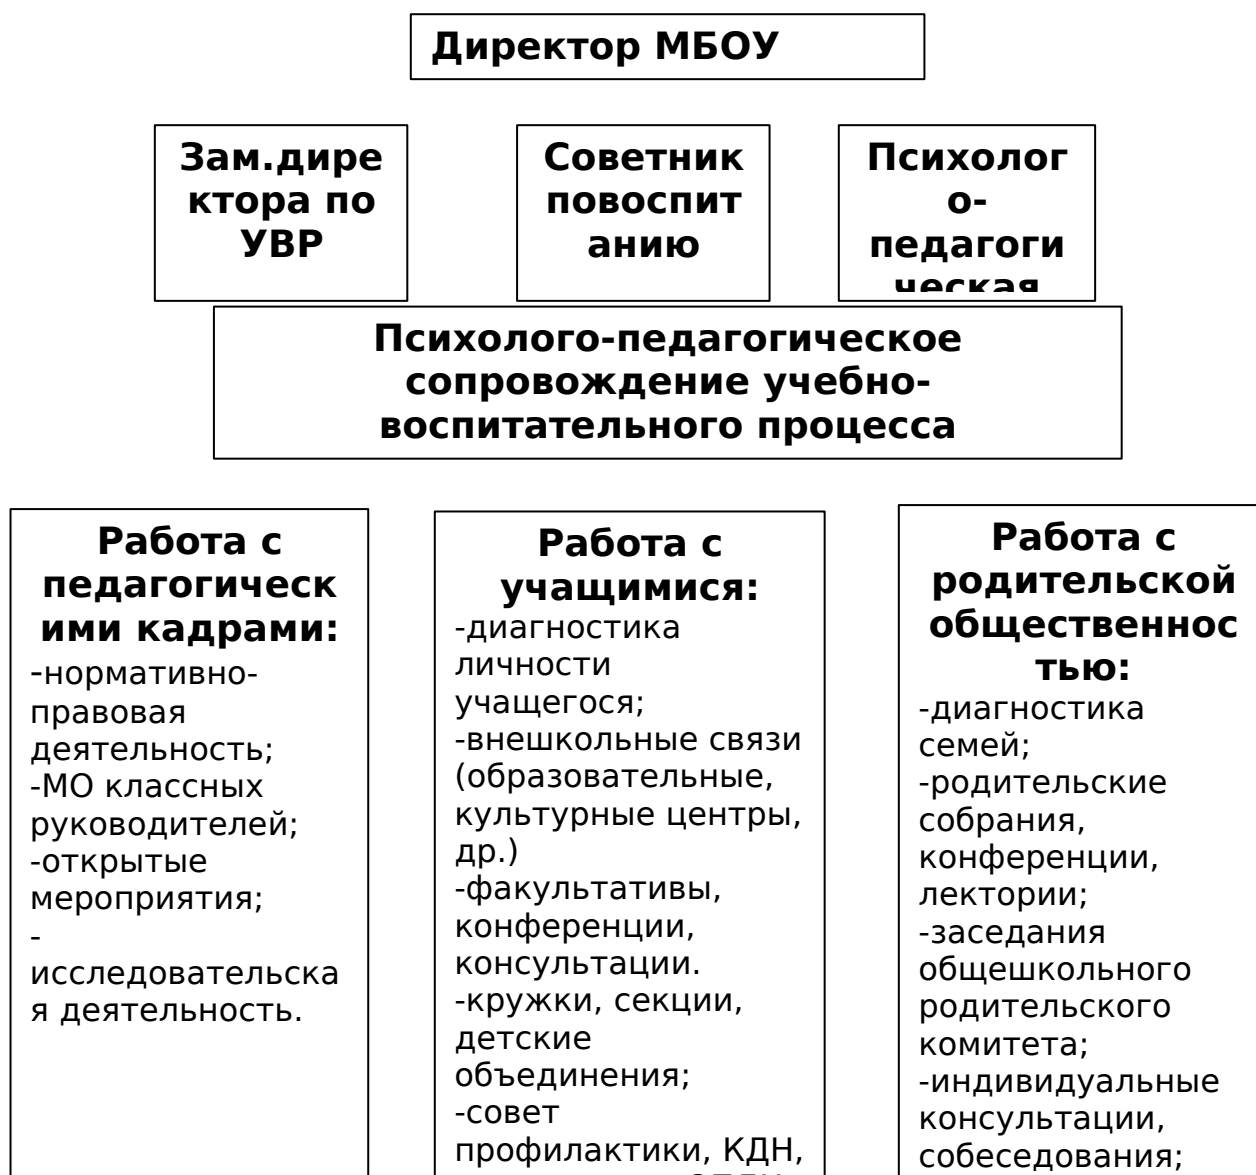 Директор МБОУ
Зам.дире
ктора по
УВР
Советник
повоспит
анию
Психолог
о-
педагоги
ческая
Психолого-педагогическое
сопровождение учебно-
воспитательного процесса
Работа с
педагогическ
ими кадрами:
-нормативно-
правовая
деятельность;
-МО классных
руководителей;
-открытые
мероприятия;
-
исследовательска
я деятельность.
Работа с
учащимися:
-диагностика
личности
учащегося;
-внешкольные связи
(образовательные,
культурные центры,
др.)
-факультативы,
конференции,
консультации.
-кружки, секции,
детские
объединения;
-совет
профилактики, КДН,
Работа с
родительской
общественнос
тью:
-диагностика
семей;
-родительские
собрания,
конференции,
лектории;
-заседания
общешкольного
родительского
комитета;
-индивидуальные
консультации,
собеседования;